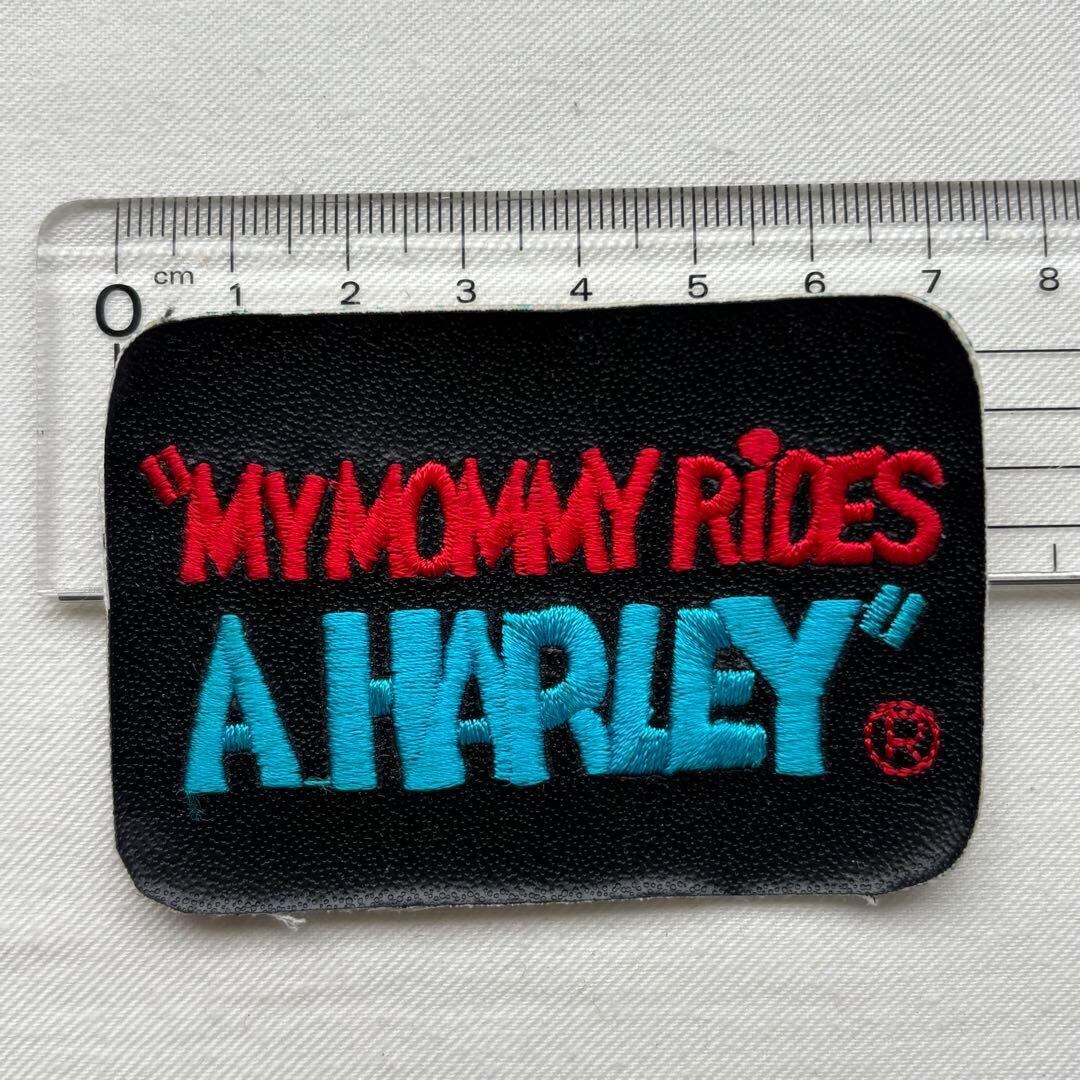 cm
0 1 2 3 4 5 6 7 8
"MY MOMMY RiDES
A HARLEY"
®